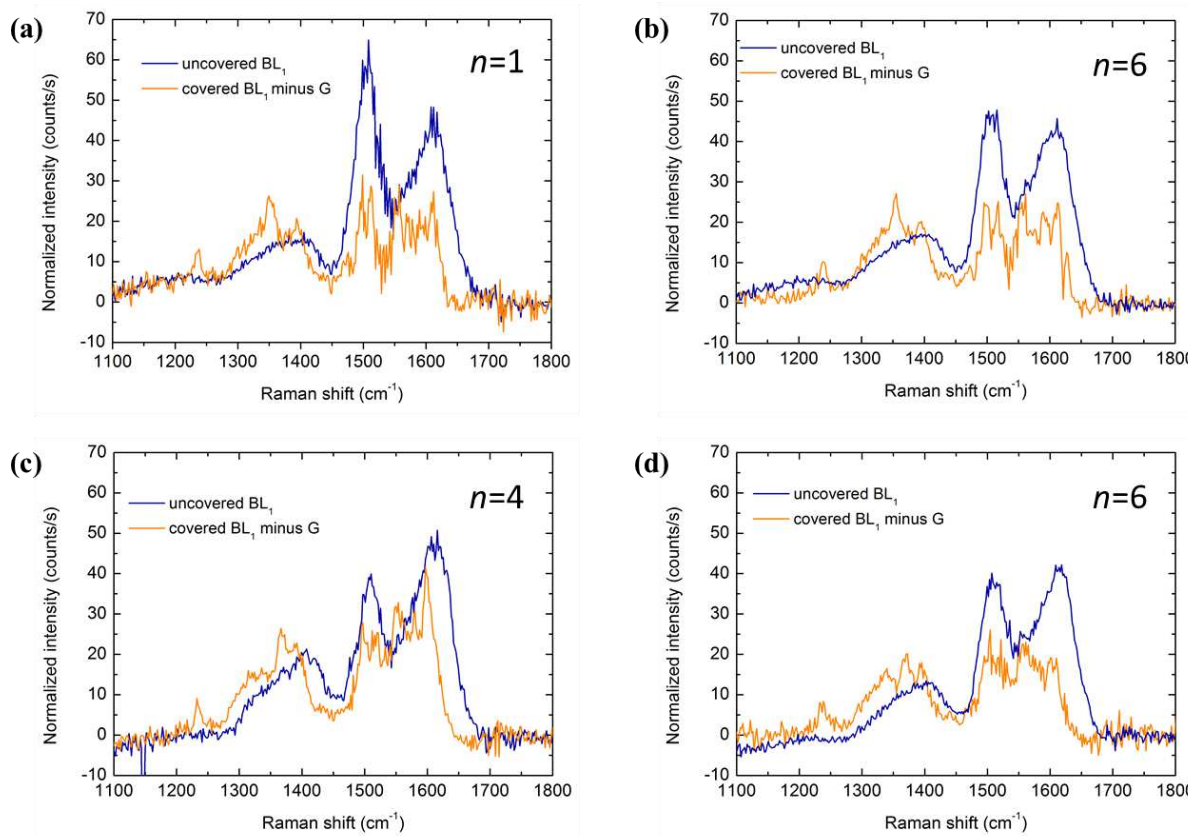 (a)
70
60
50
40
30
20
10
0
-10
Normalized intensity (counts/s)
uncovered BL₁
covered BL₁ minus G
n=1
1100 1200 1300 1400 1500 1600 1700 1800
Raman shift (cm⁻¹)
(b)
70
60
50
40
30
20
10
0
-10
Normalized intensity (counts/s)
uncovered BL₁
covered BL₁ minus G
n=6
1100 1200 1300 1400 1500 1600 1700 1800
Raman shift (cm⁻¹)
(c)
70
60
50
40
30
20
10
0
-10
Normalized intensity (counts/s)
uncovered BL₁
covered BL₁ minus G
n=4
1100 1200 1300 1400 1500 1600 1700 1800
Raman shift (cm⁻¹)
(d)
70
60
50
40
30
20
10
0
-10
Normalized intensity (counts/s)
uncovered BL₁
covered BL₁ minus G
n=6
1100 1200 1300 1400 1500 1600 1700 1800
Raman shift (cm⁻¹)